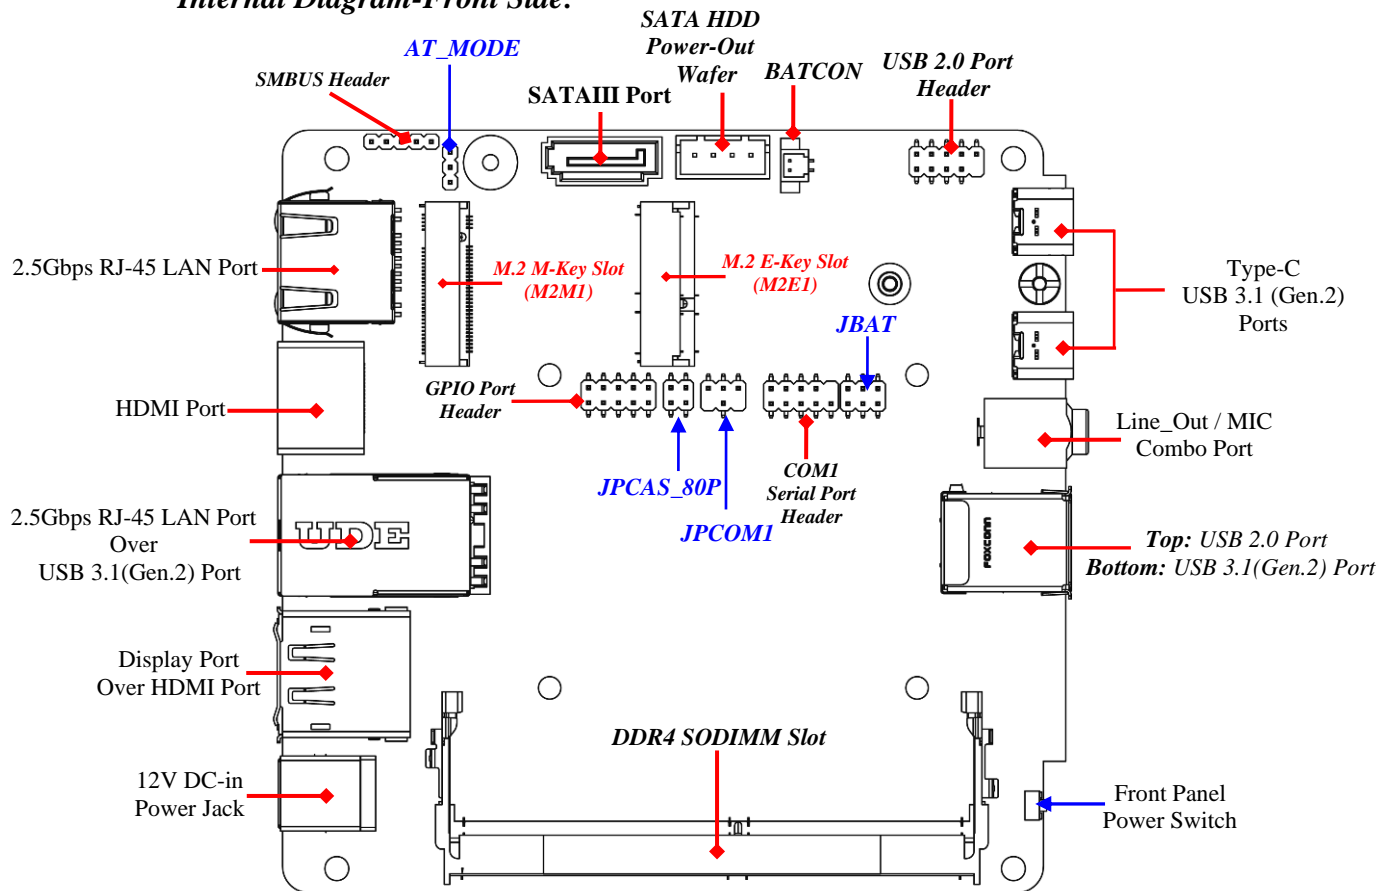 Internal Diagram-Front Side:
SATA HDD
Power-Out
Wafer
AT_MODE
SMBUS Header
SATAIII Port
BATCON
USB 2.0 Port
Header
2.5Gbps RJ-45 LAN Port
M.2 M-Key Slot
(M2M1)
M.2 E-Key Slot
(M2E1)
Type-C
USB 3.1 (Gen.2)
Ports
JBAT
GPIO Port
Header
HDMI Port
Line_Out / MIC
Combo Port
JPCAS_80P
COM1
Serial Port
Header
JPCOM1
2.5Gbps RJ-45 LAN Port
Over
USB 3.1(Gen.2) Port
UDE
FOXCONN
Top: USB 2.0 Port
Bottom: USB 3.1(Gen.2) Port
Display Port
Over HDMI Port
DDR4 SODIMM Slot
12V DC-in
Power Jack
Front Panel
Power Switch